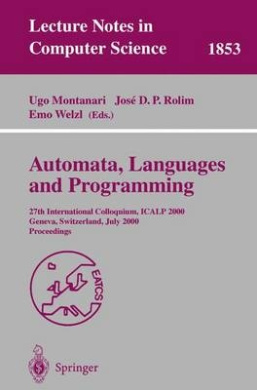 Lecture Notes in
Computer Science 1853
Ugo Montanari José D. P. Rolim
Emo Welzl (Eds.)
Automata, Languages
and Programming
27th International Colloquium, ICALP 2000
Geneva, Switzerland, July 2000
Proceedings
EATCS
Springer